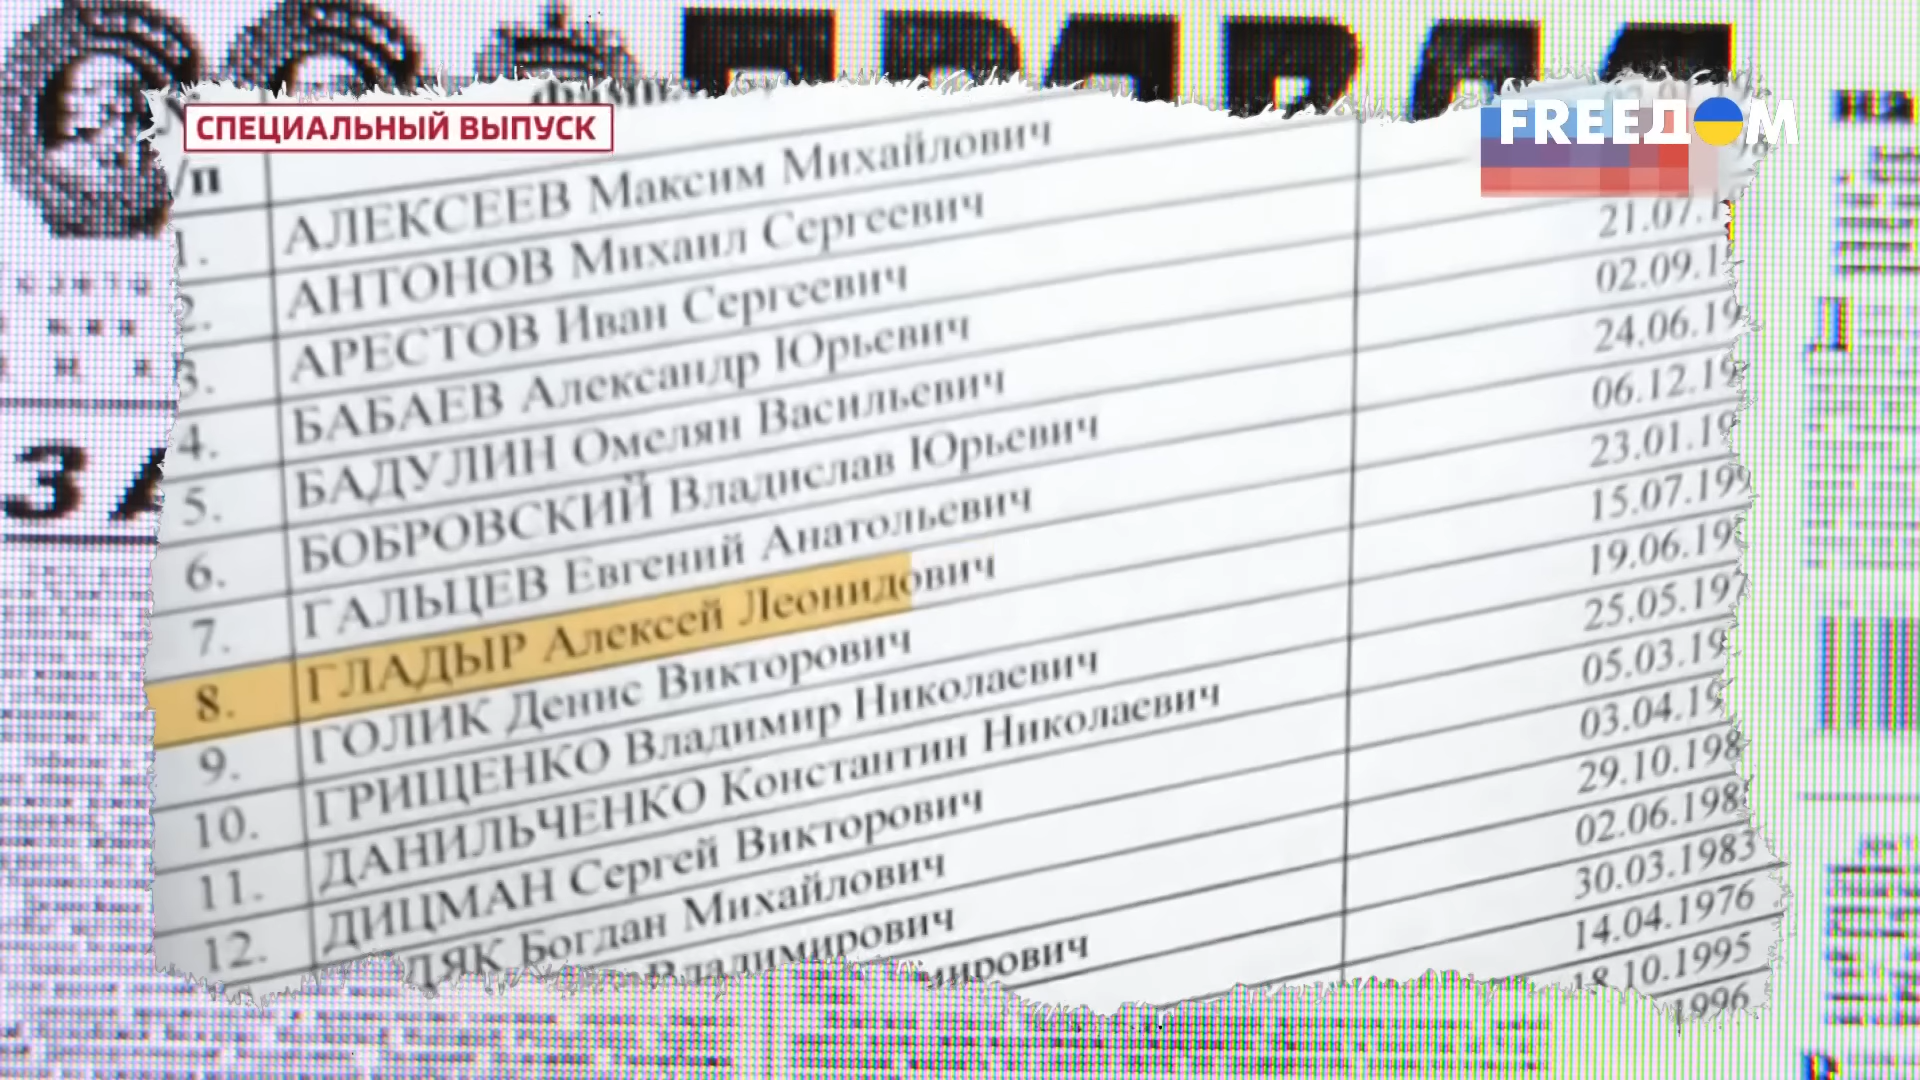 ПРАВДА
СПЕЦИАЛЬНЫЙ ВЫПУСК
FREEДОМ
/п
1. АЛЕКСЕЕВ Максим Михайлович
2. АНТОНОВ Михаил Сергеевич
3. АРЕСТОВ Иван Сергеевич
4. БАБАЕВ Александр Юрьевич
5. БАДУЛИН Омелян Васильевич
6. БОБРОВСКИЙ Владислав Юрьевич
7. ГАЛЬЦЕВ Евгений Анатольевич
8. ГЛАДЫР Алексей Леонидович
9. ГОЛИК Денис Викторович
10. ГРИЩЕНКО Владимир Николаевич
11. ДАНИЛЬЧЕНКО Константин Николаевич
12. ДИЦМАН Сергей Викторович
Богдан Михайлович
Владимирович
21.07.1
02.09.1
24.06.19
06.12.19
23.01.19
15.07.199
19.06.19
25.05.197
05.03.19
03.04.19
29.10.198
02.06.198
30.03.1983
14.04.1976
18.10.1995
1996